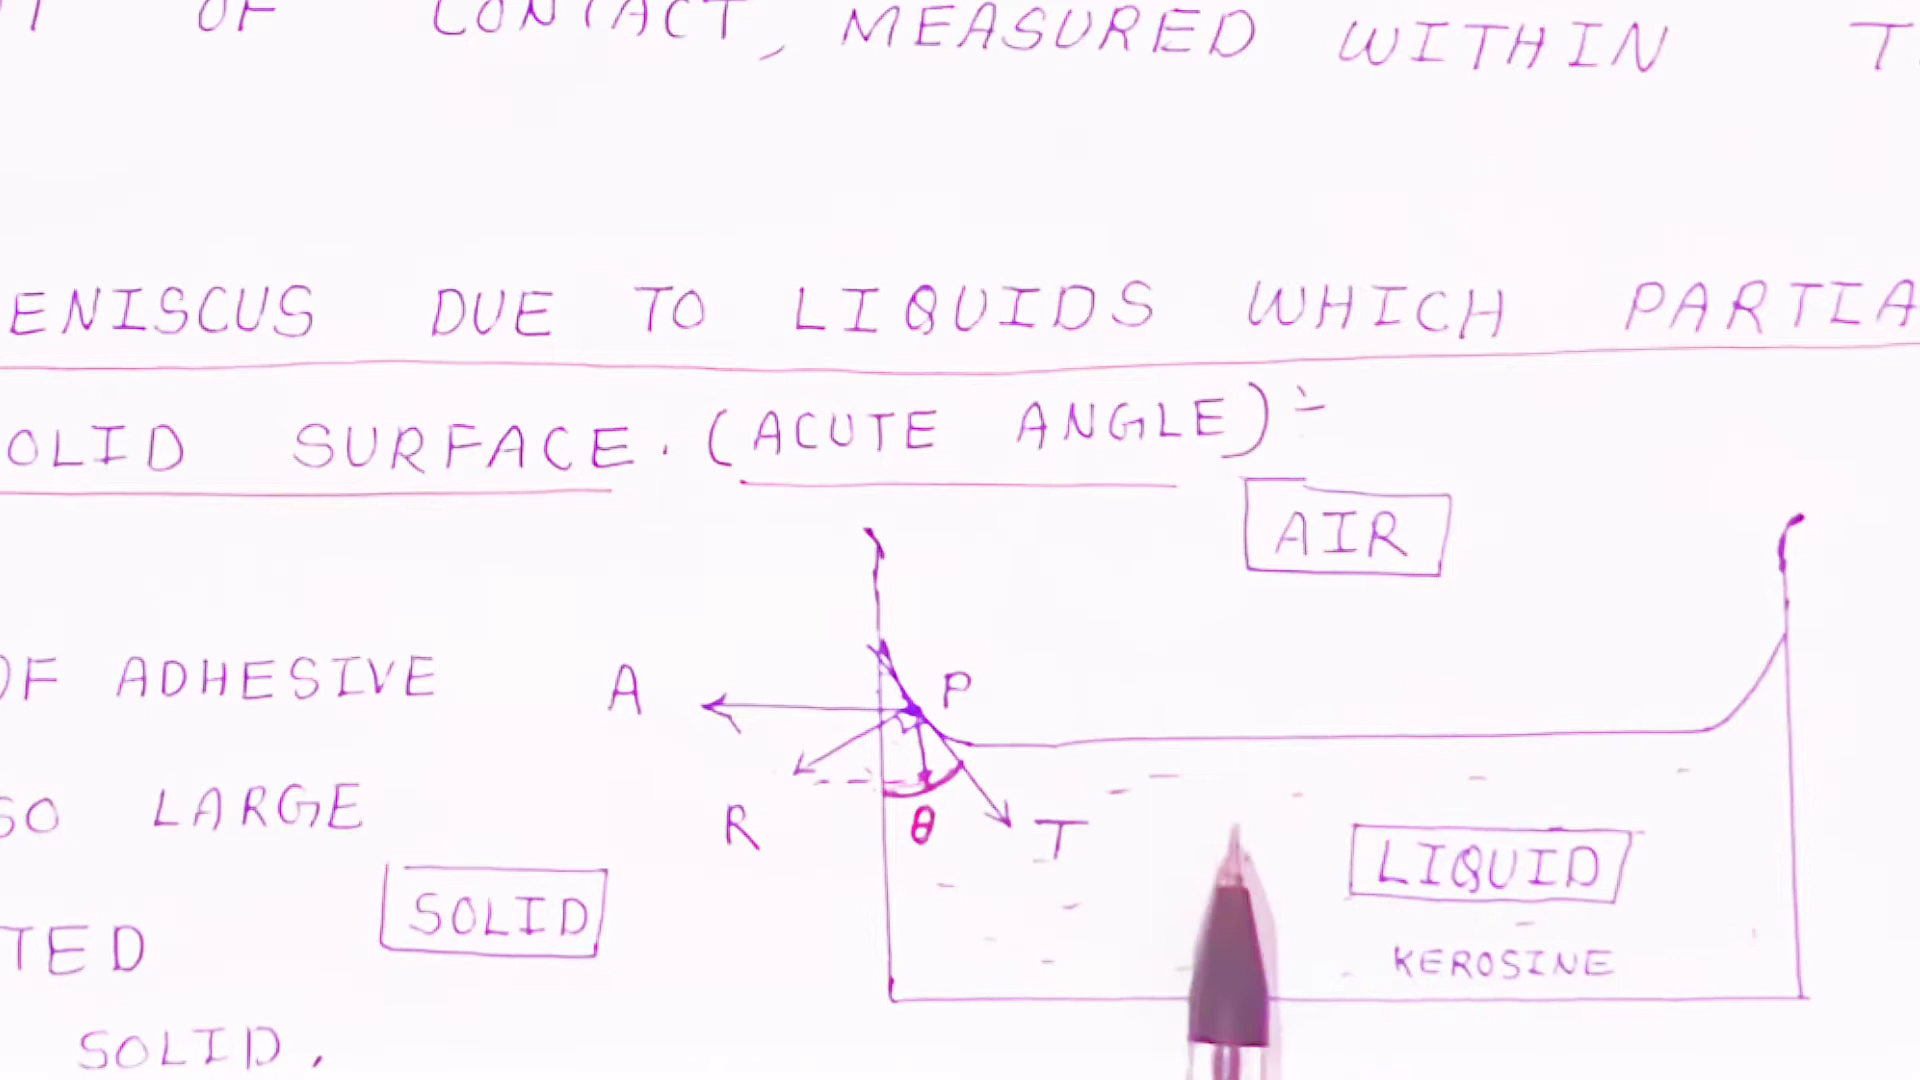 OF CONTACT, MEASURED WITHIN
ENISCUS DUE TO LIQUIDS WHICH PARTIA
OLID SURFACE. (ACUTE ANGLE) :-
AIR
OF ADHESIVE
A
P
SO LARGE
R
θ
T
SOLID
LIQUID
TED
KEROSINE
SOLID,